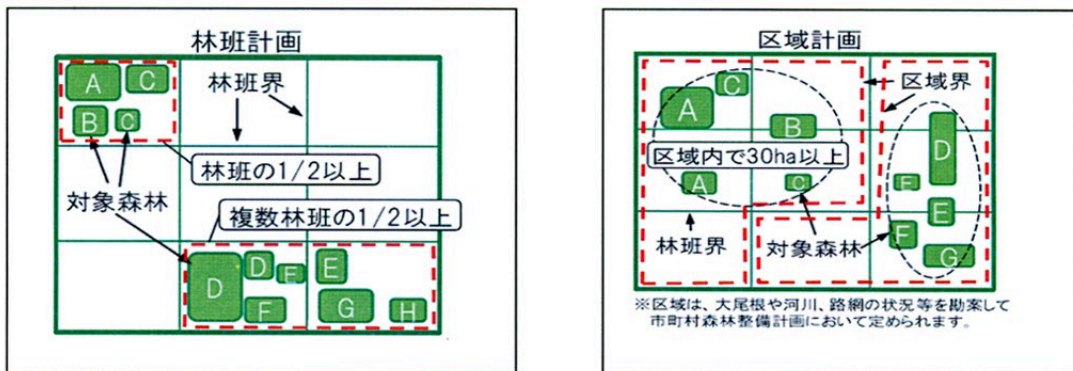 林班計画
A
C
林班界
B
C
林班の1/2以上
対象森林
複数林班の1/2以上
D
E
D
F
G
H
F
区域計画
区域界
C
A
B
D
区域内で30ha以上
A
C
F
E
林班界
対象森林
F
G
※区域は、大尾根や河川、路網の状況等を勘案して
市町村森林整備計画において定められます。